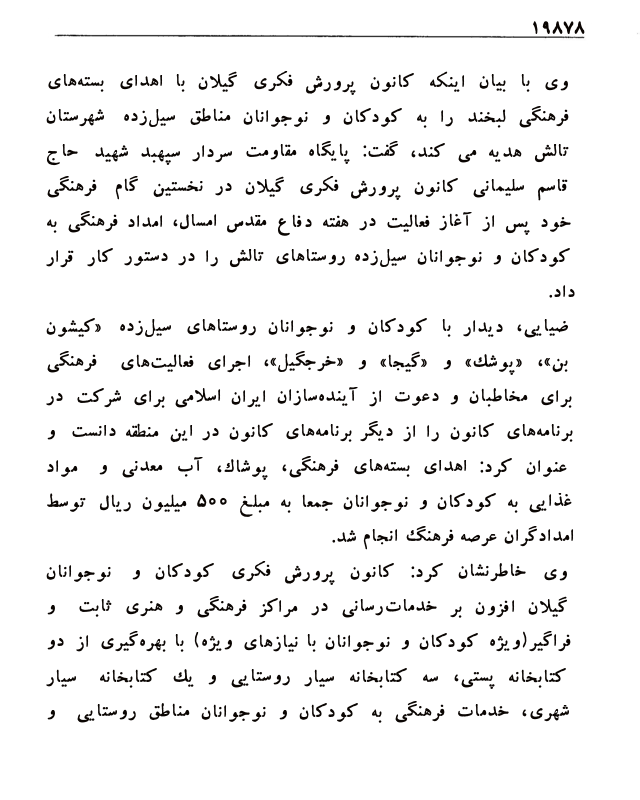 ۱۹۸۷۸
وی با بیان اینکه کانون پرورش فکری گیلان با اهدای بسته‌های
فرهنگی لبخند را به کودکان و نوجوانان مناطق سیل‌زده شهرستان
تالش هدیه می کند، گفت: پایگاه مقاومت سردار سپهبد شهید حاج
قاسم سلیمانی کانون پرورش فکری گیلان در نخستین گام فرهنگی
خود پس از آغاز فعالیت در هفته دفاع مقدس امسال، امداد فرهنگی به
کودکان و نوجوانان سیل‌زده روستاهای تالش را در دستور کار قرار
داد.
ضیایی، دیدار با کودکان و نوجوانان روستاهای سیل‌زده «کیشون
بن»، «پوشك» و «گیجا» و «خرجگیل»، اجرای فعالیت‌های فرهنگی
برای مخاطبان و دعوت از آینده‌سازان ایران اسلامی برای شرکت در
برنامه‌های کانون را از دیگر برنامه‌های کانون در این منطقه دانست و
عنوان کرد: اهدای بسته‌های فرهنگی، پوشاك، آب معدنی و مواد
غذایی به کودکان و نوجوانان جمعا به مبلغ ۵۰۰ میلیون ریال توسط
امدادگران عرصه فرهنگ انجام شد.
وی خاطرنشان کرد: کانون پرورش فکری کودکان و نوجوانان
گیلان افزون بر خدمات‌رسانی در مراکز فرهنگی و هنری ثابت و
فراگیر(ویژه کودکان و نوجوانان با نیازهای ویژه) با بهره‌گیری از دو
کتابخانه پستی، سه کتابخانه سیار روستایی و یك کتابخانه سیار
شهری، خدمات فرهنگی به کودکان و نوجوانان مناطق روستایی و